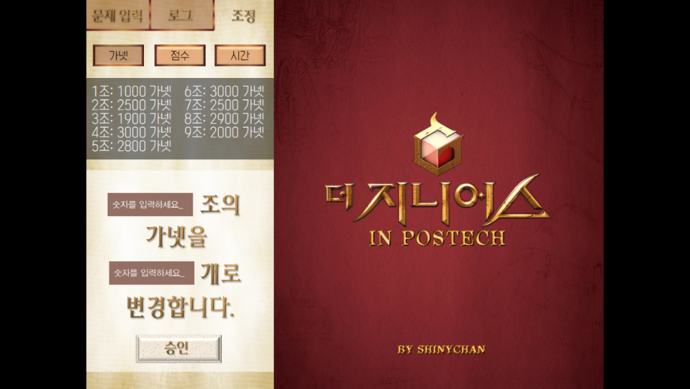 문제 입력 로그 조정
가넷 점수 시간
1조: 1000 가넷 6조: 3000 가넷
2조: 2500 가넷 7조: 2500 가넷
3조: 1900 가넷 8조: 2900 가넷
4조: 3000 가넷 9조: 2000 가넷
5조: 2800 가넷
숫자를 입력하세요_ 조의
가넷을
숫자를 입력하세요_ 개로
변경합니다.
승인
더 지니어스
IN POSTECH
BY SHINYCHAN